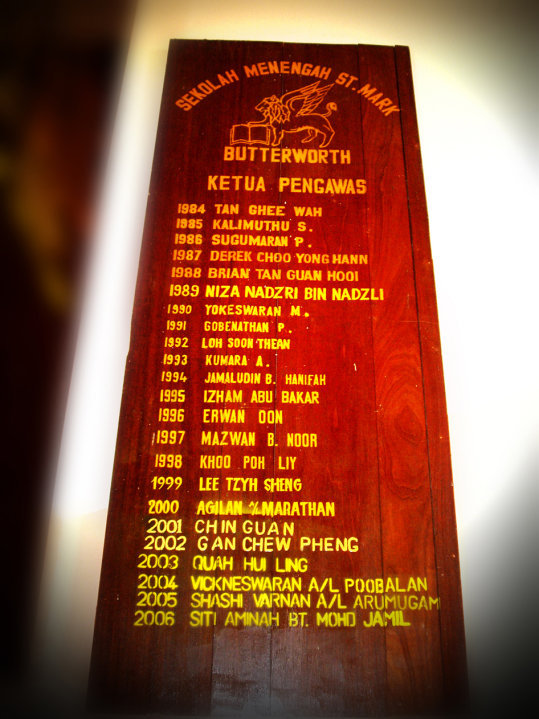 SEKOLAH MENENGAH ST. MARK
BUTTERWORTH
KETUA PENGAWAS
1984 TAN GHEE WAH
1985 KALIMUTHU S.
1986 SUGUMARAN P.
1987 DEREK CHOO YONG HANN
1988 BRIAN TAN GUAN HOOI
1989 NIZA NADZRI BIN NADZLI
1990 YOKESWARAN M.
1991 GOBENATHAN P.
1992 LOH SOON THEAN
1993 KUMARA A.
1994 JAMALUDIN B. HANIFAH
1995 IZHAM ABU BAKAR
1996 ERWAN OON
1997 MAZWAN B. NOOR
1998 KHOO POH LIY
1999 LEE TZYH SHENG
2000 AGILAN %MARATHAN
2001 CHIN GUAN
2002 GAN CHEW PHENG
2003 QUAH HUI LING
2004 VICKNESWARAN A/L POOBALAN
2005 SHASHI VARNAN A/L ARUMUGAM
2006 SITI AMINAH BT. MOHD JAMIL